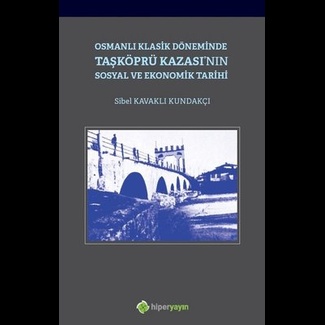 OSMANLI KLASİK DÖNEMİNDE
TAŞKÖPRÜ KAZASI'NIN
SOSYAL VE EKONOMİK TARİHİ
Sibel KAVAKLI KUNDAKÇI
hiperyayın